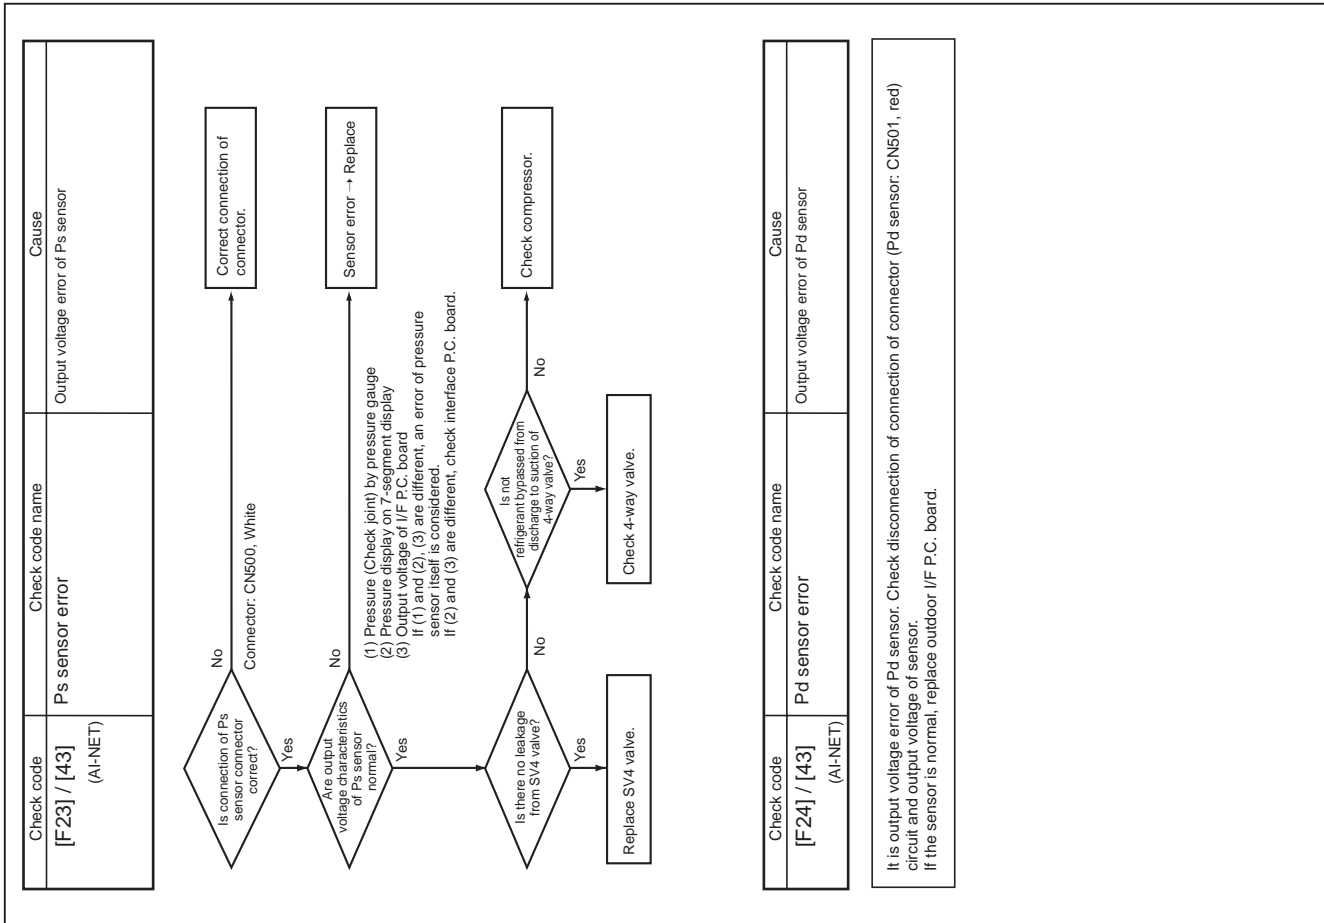 Check code
Check code name
Cause
[F23] / [43]
(AI-NET)
Ps sensor error
Output voltage error of Ps sensor
Is connection of Ps
sensor connector
correct?
No
Connector: CN500, White
Correct connection of
connector.
Yes
Are output
voltage characteristics
of Ps sensor
normal?
No
Sensor error → Replace
(1) Pressure (Check joint) by pressure gauge
(2) Pressure display on 7-segment display
(3) Output voltage of I/F P.C. board
If (1) and (2), (3) are different, an error of pressure
sensor itself is considered.
If (2) and (3) are different, check interface P.C. board.
Yes
Is there no leakage
from SV4 valve?
No
Is not
refrigerant bypassed from
discharge to suction of
4-way valve?
No
Check compressor.
Yes
Replace SV4 valve.
Yes
Check 4-way valve.
Check code
Check code name
Cause
[F24] / [43]
(AI-NET)
Pd sensor error
Output voltage error of Pd sensor
It is output voltage error of Pd sensor. Check disconnection of connection of connector (Pd sensor: CN501, red)
circuit and output voltage of sensor.
If the sensor is normal, replace outdoor I/F P.C. board.